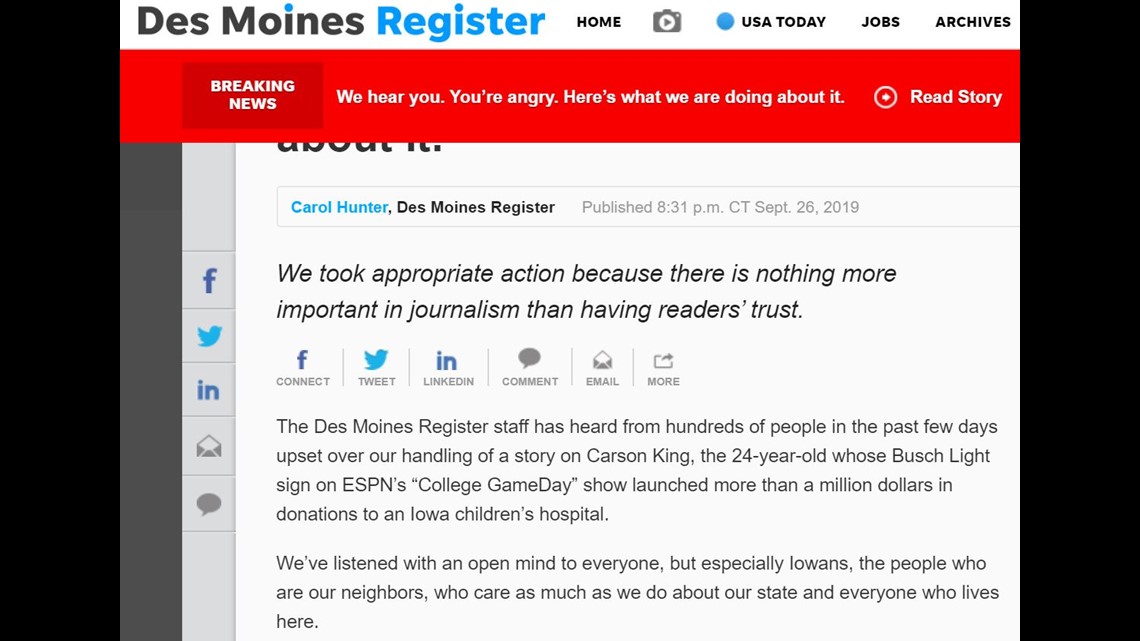 Des Moines Register HOME USA TODAY JOBS ARCHIVES
BREAKING
NEWS
We hear you. You’re angry. Here’s what we are doing about it. Read Story
about it.
Carol Hunter, Des Moines Register Published 8:31 p.m. CT Sept. 26, 2019
We took appropriate action because there is nothing more
important in journalism than having readers’ trust.
CONNECT TWEET LINKEDIN COMMENT EMAIL MORE
The Des Moines Register staff has heard from hundreds of people in the past few days
upset over our handling of a story on Carson King, the 24-year-old whose Busch Light
sign on ESPN’s “College GameDay” show launched more than a million dollars in
donations to an Iowa children’s hospital.
We’ve listened with an open mind to everyone, but especially Iowans, the people who
are our neighbors, who care as much as we do about our state and everyone who lives
here.